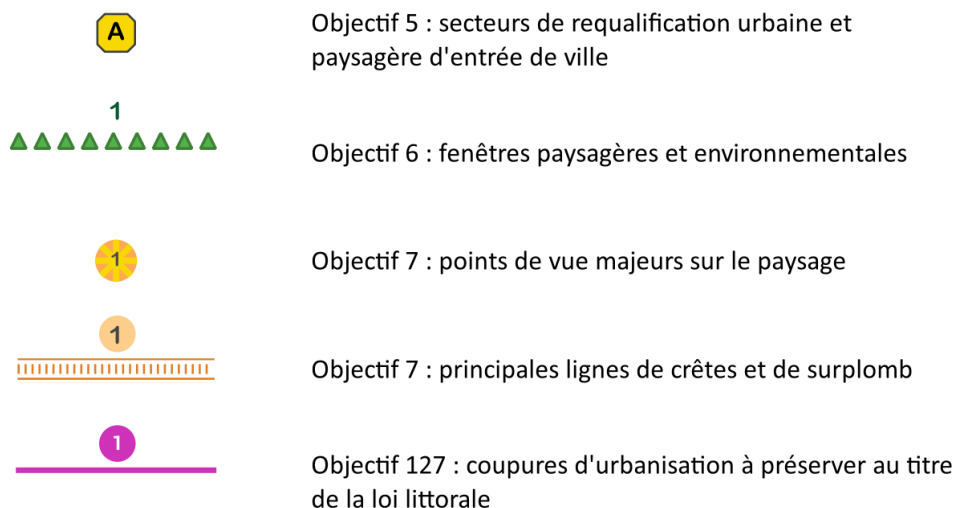 A
Objectif 5 : secteurs de requalification urbaine et
paysagère d'entrée de ville
1
Objectif 6 : fenêtres paysagères et environnementales
1
Objectif 7 : points de vue majeurs sur le paysage
1
Objectif 7 : principales lignes de crêtes et de surplomb
1
Objectif 127 : coupures d'urbanisation à préserver au titre
de la loi littorale